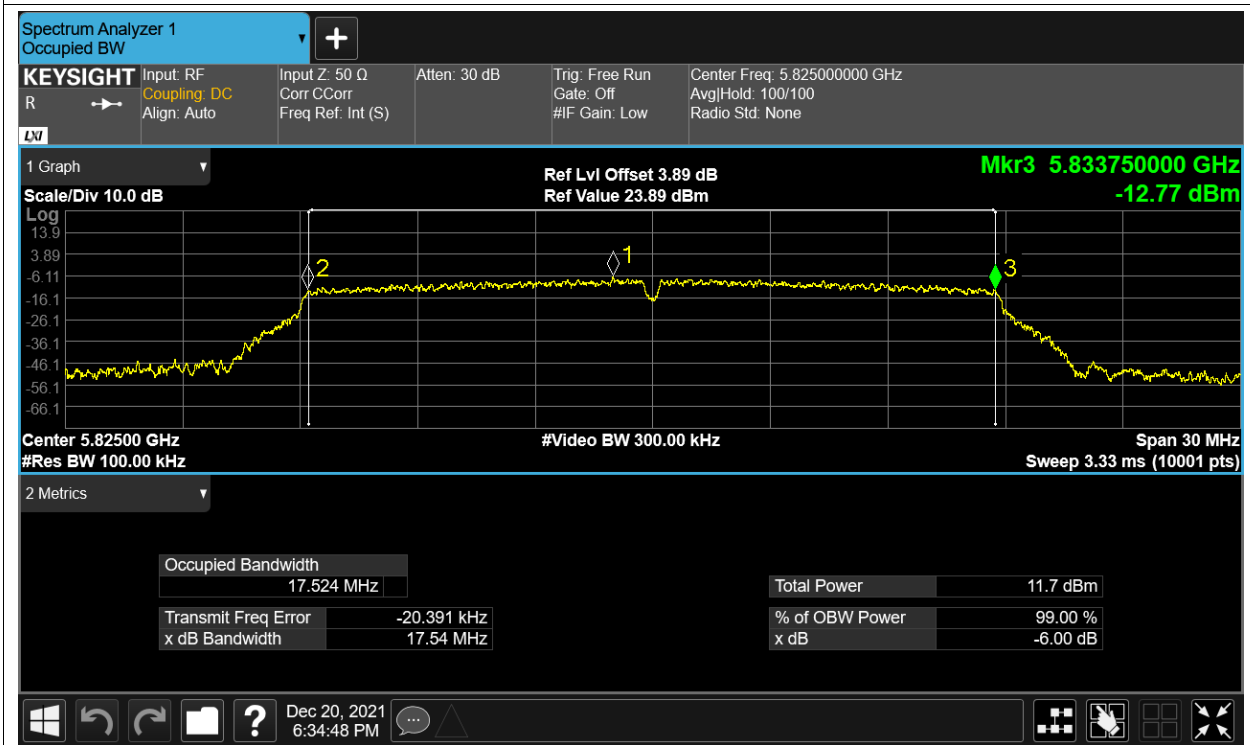 Spectrum Analyzer 1
Occupied BW
+
KEYSIGHT Input: RF Input Z: 50 Ω Atten: 30 dB Trig: Free Run Center Freq: 5.825000000 GHz
R Coupling: DC Corr CCorr Gate: Off Avg|Hold: 100/100
Align: Auto Freq Ref: Int (S) #IF Gain: Low Radio Std: None
LXI
1 Graph Ref Lvl Offset 3.89 dB Mkr3 5.833750000 GHz
Scale/Div 10.0 dB Ref Value 23.89 dBm -12.77 dBm
Log
13.9
3.89
1
-6.11
2
3
-16.1
-26.1
-36.1
-46.1
-56.1
-66.1
Center 5.82500 GHz #Video BW 300.00 kHz Span 30 MHz
#Res BW 100.00 kHz Sweep 3.33 ms (10001 pts)
2 Metrics
Occupied Bandwidth
17.524 MHz Total Power 11.7 dBm
Transmit Freq Error -20.391 kHz % of OBW Power 99.00 %
x dB Bandwidth 17.54 MHz x dB -6.00 dB
? Dec 20, 2021
6:34:48 PM